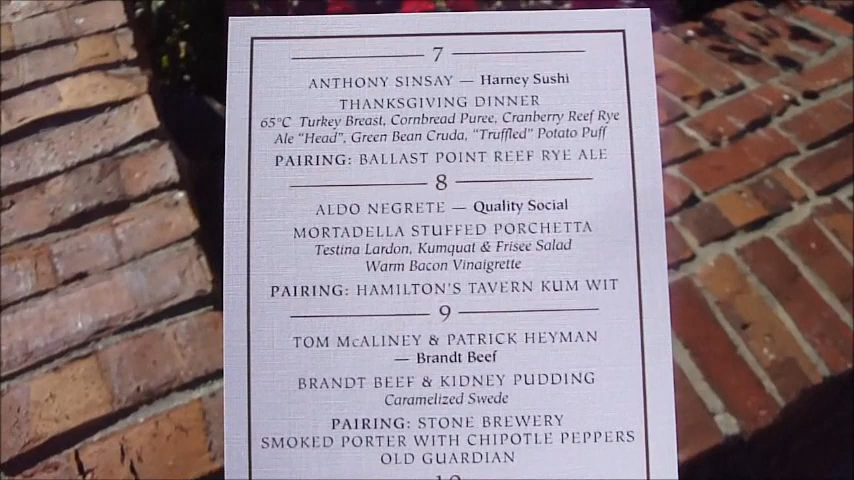 7
ANTHONY SINSAY — Harney Sushi
THANKSGIVING DINNER
65°C Turkey Breast, Cornbread Puree, Cranberry Reef Rye
Ale "Head", Green Bean Cruda, "Truffled" Potato Puff
PAIRING: BALLAST POINT REEF RYE ALE
8
ALDO NEGRETE — Quality Social
MORTADELLA STUFFED PORCHETTA
Testina Lardon, Kumquat & Frisee Salad
Warm Bacon Vinaigrette
PAIRING: HAMILTON'S TAVERN KUM WIT
9
TOM McALINEY & PATRICK HEYMAN
— Brandt Beef
BRANDT BEEF & KIDNEY PUDDING
Caramelized Swede
PAIRING: STONE BREWERY
SMOKED PORTER WITH CHIPOTLE PEPPERS
OLD GUARDIAN
10